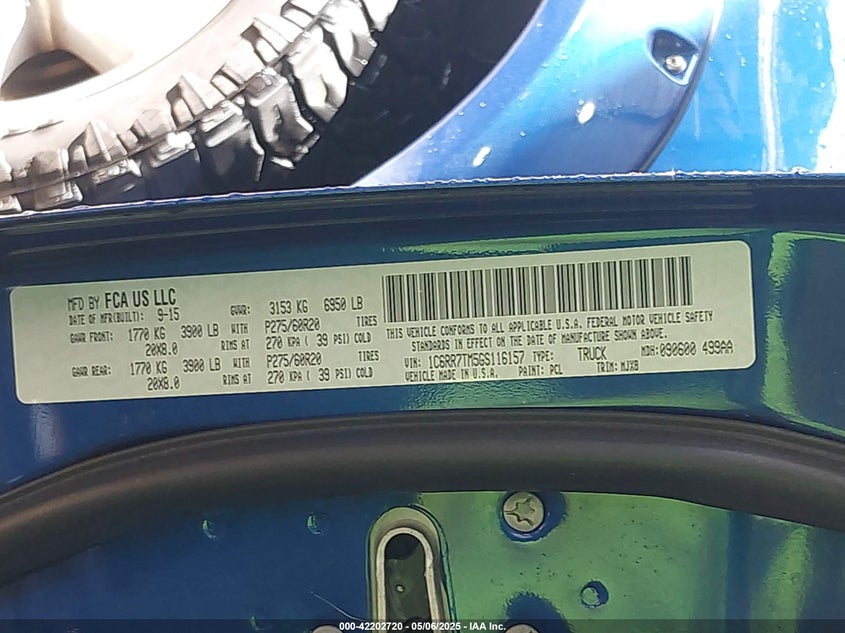 MFD BY FCA US LLC
DATE OF MFR(BUILT): 9-15 GVWR: 3153 KG 6950 LB
GAWR FRONT: 1770 KG 3900 LB WITH P275/60R20 TIRES
20X8.0 RIMS AT 270 KPA ( 39 PSI) COLD
GAWR REAR: 1770 KG 3900 LB WITH P275/60R20 TIRES
20X8.0 RIMS AT 270 KPA ( 39 PSI) COLD
THIS VEHICLE CONFORMS TO ALL APPLICABLE U.S.A. FEDERAL MOTOR VEHICLE SAFETY
STANDARDS IN EFFECT ON THE DATE OF MANUFACTURE SHOWN ABOVE.
VIN: 1C6RR7TM5GS116157 TYPE: TRUCK MDH: 090600 499AA
VEHICLE MADE IN U.S.A. PAINT: PCL TRIM: MJXB
000-42202720 - 05/06/2025 - IAA Inc.